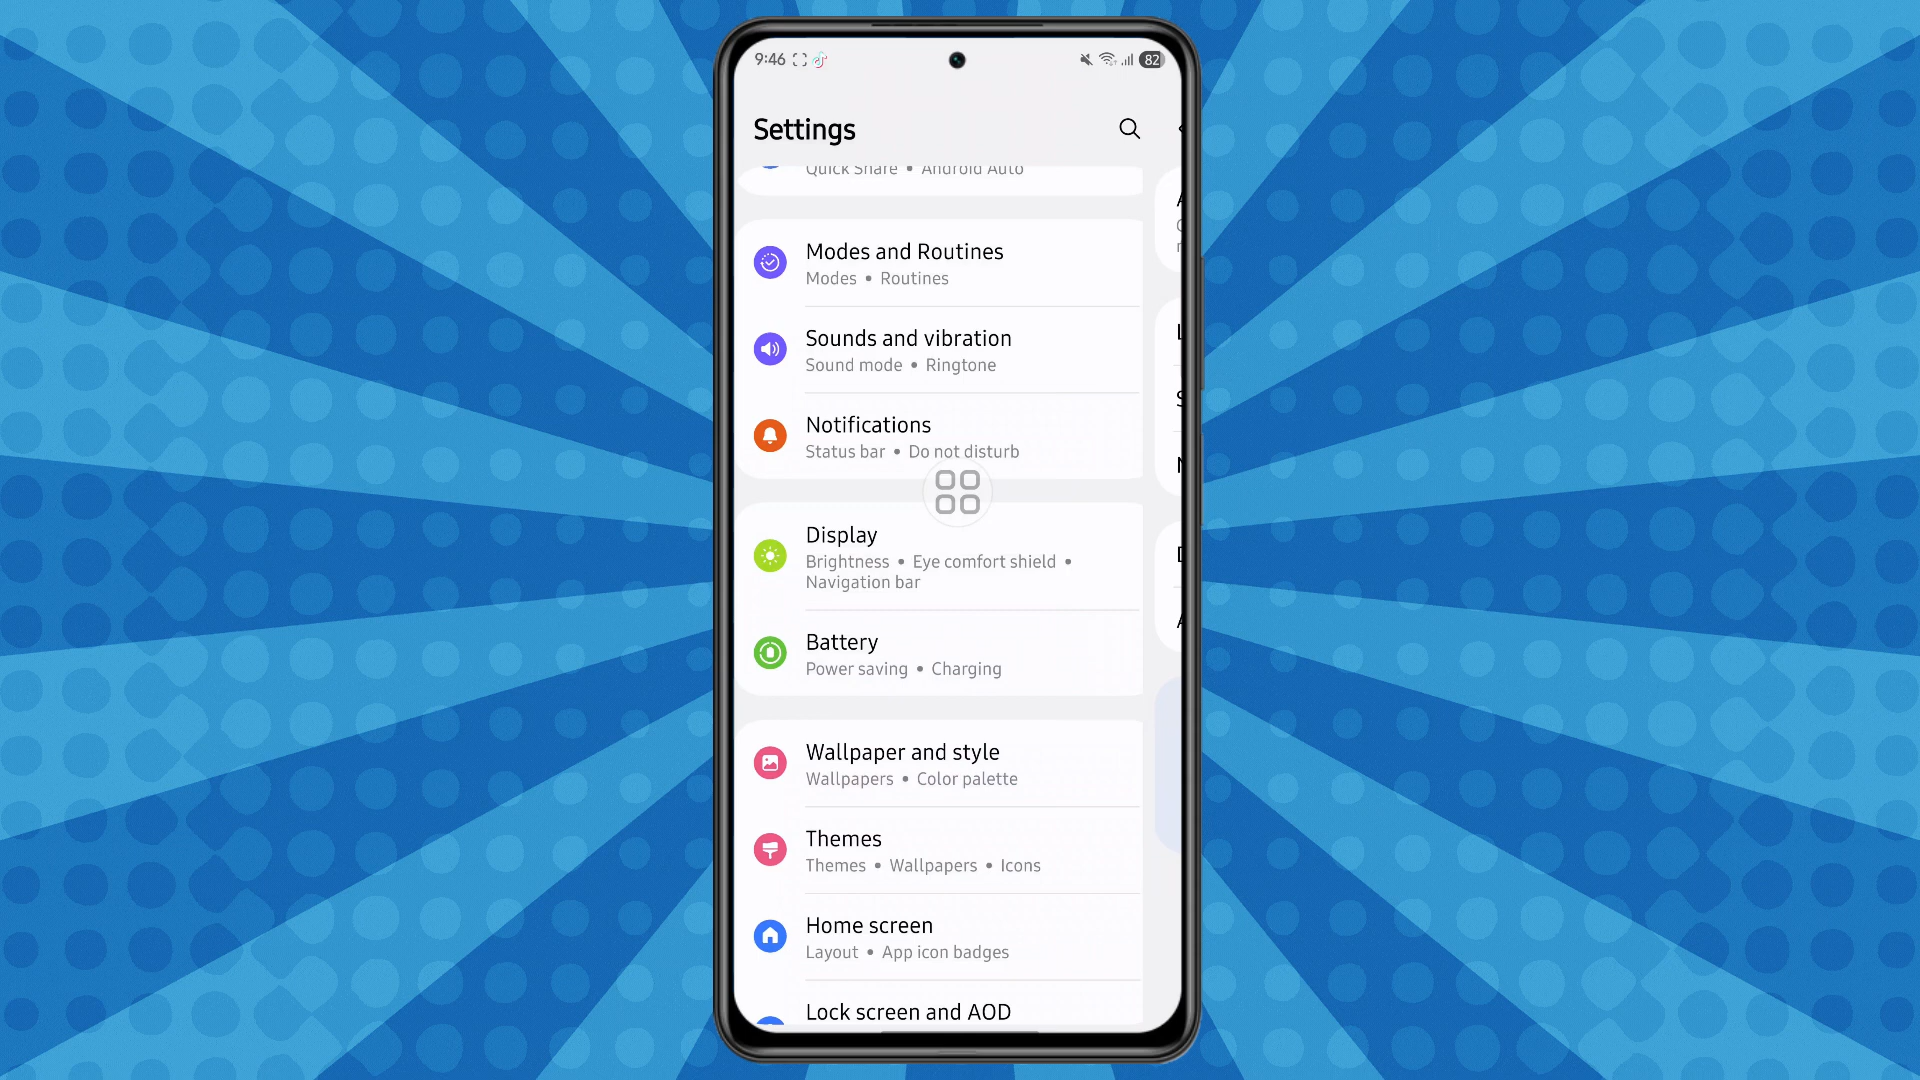 9:46
82
Settings
Quick Share • Android Auto
Modes and Routines
Modes • Routines
Sounds and vibration
Sound mode • Ringtone
Notifications
Status bar • Do not disturb
Display
Brightness • Eye comfort shield •
Navigation bar
Battery
Power saving • Charging
Wallpaper and style
Wallpapers • Color palette
Themes
Themes • Wallpapers • Icons
Home screen
Layout • App icon badges
Lock screen and AOD